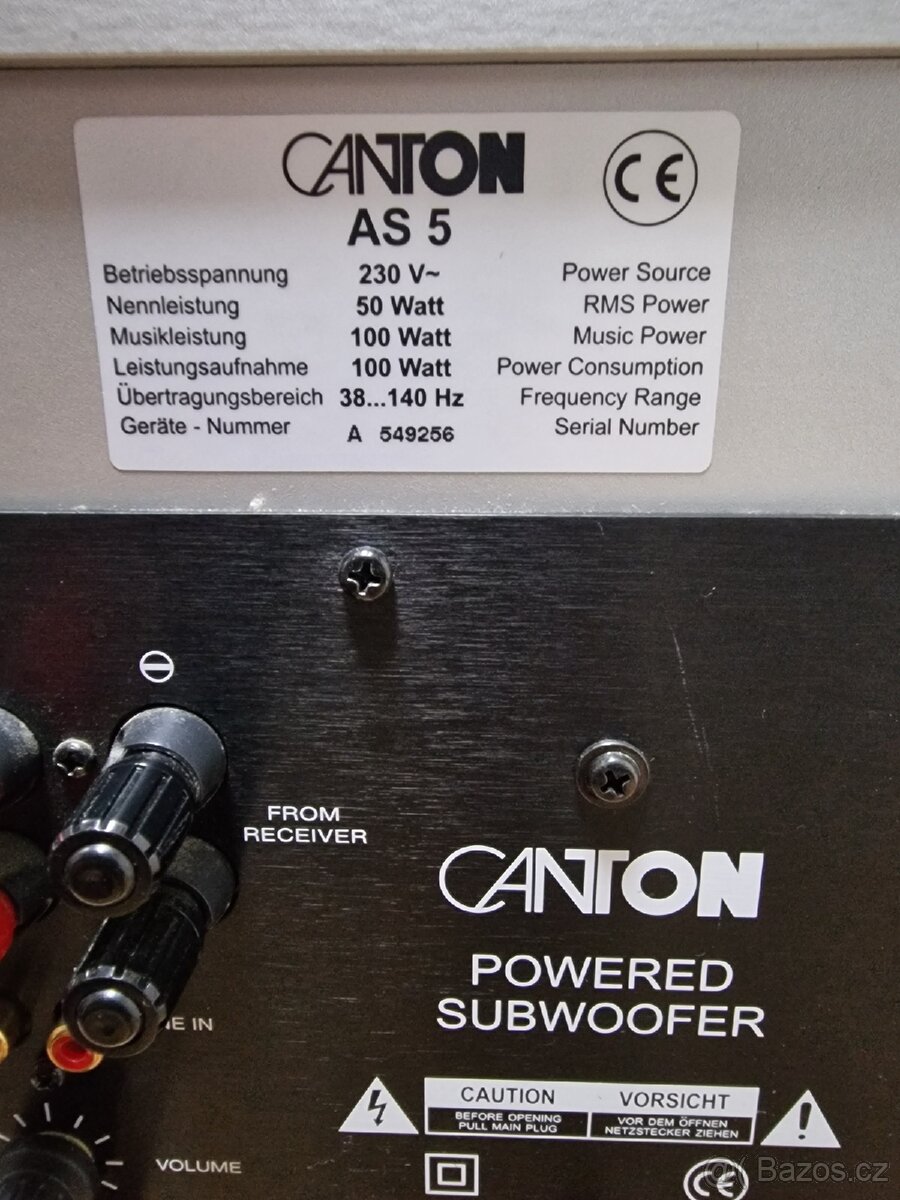 CANTON
CE
AS 5
Betriebsspannung 230 V~ Power Source
Nennleistung 50 Watt RMS Power
Musikleistung 100 Watt Music Power
Leistungsaufnahme 100 Watt Power Consumption
Übertragungsbereich 38...140 Hz Frequency Range
Geräte - Nummer A 549256 Serial Number
FROM
RECEIVER
CANTON
POWERED
SUBWOOFER
IN
CAUTION VORSICHT
BEFORE OPENING VOR DEM ÖFFNEN
PULL MAIN PLUG NETZSTECKER ZIEHEN
VOLUME
CE
Bazos.cz